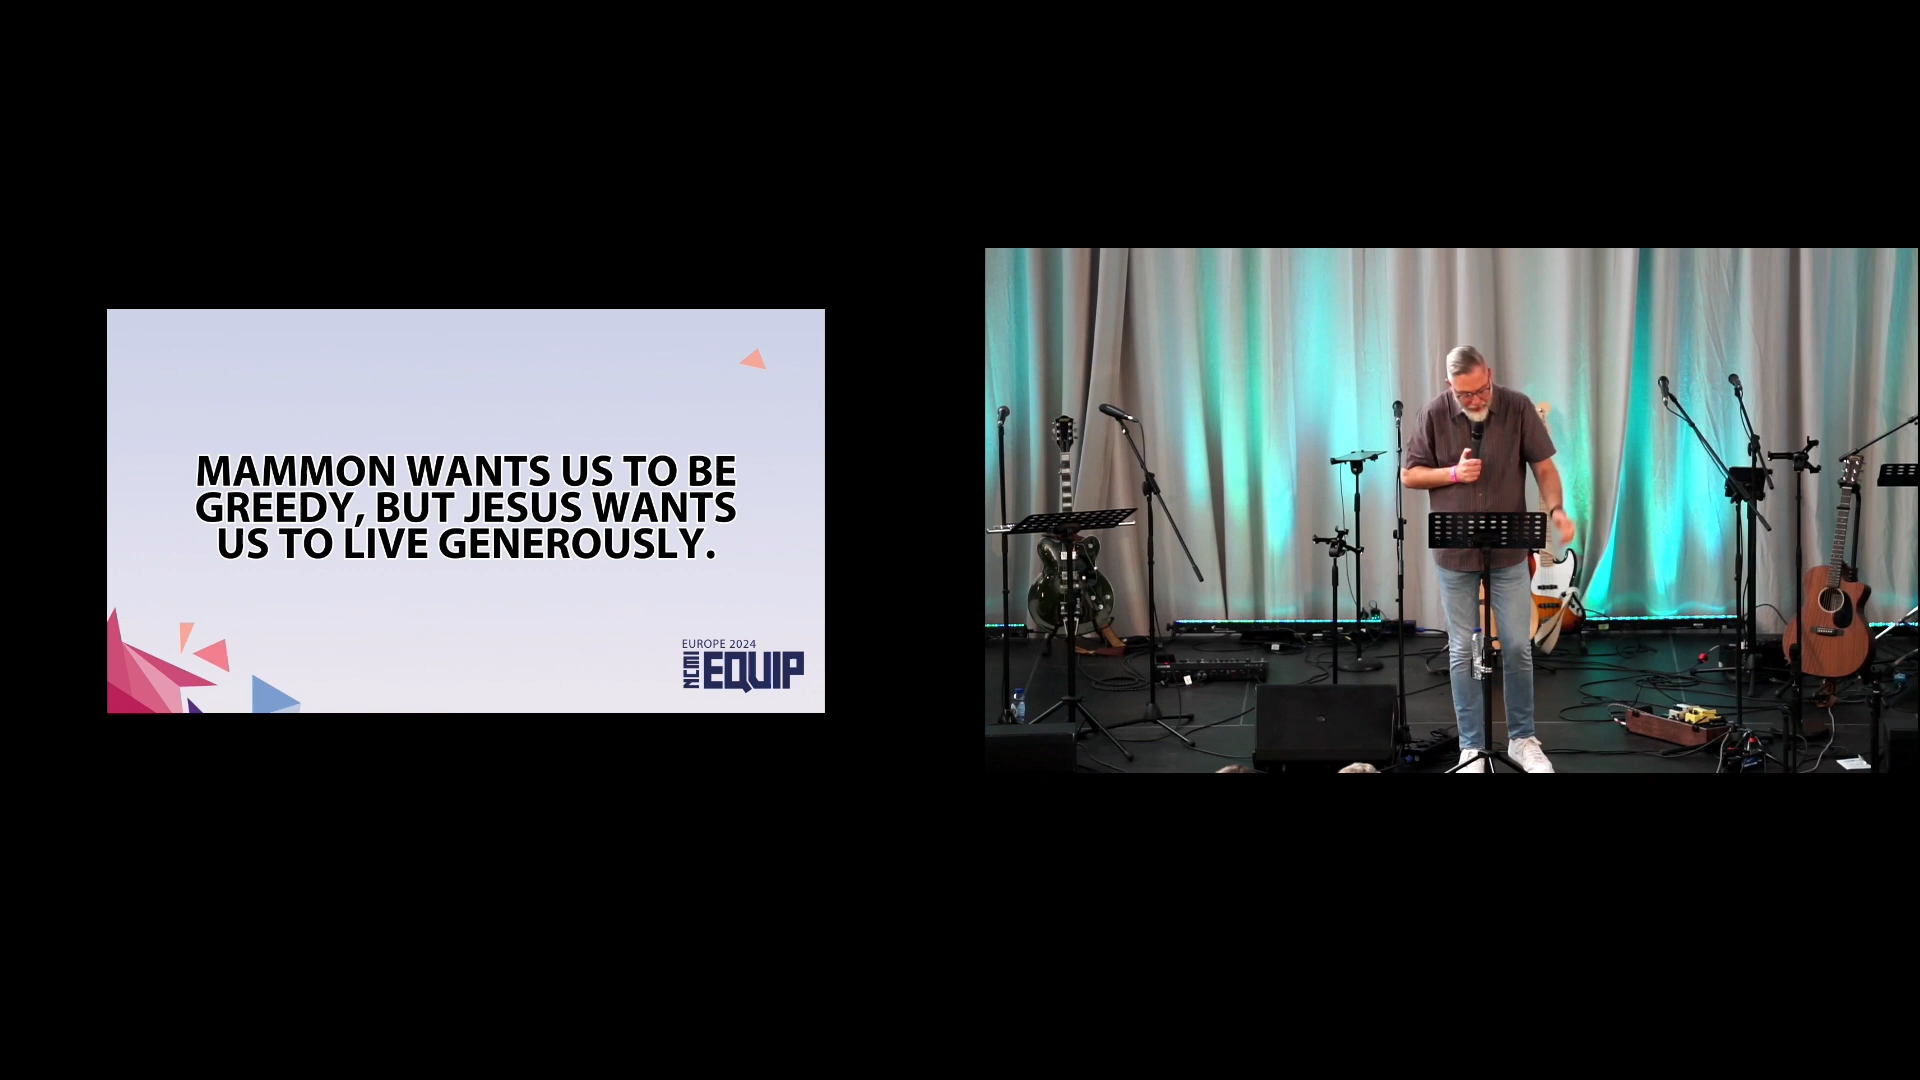 MAMMON WANTS US TO BE
GREEDY, BUT JESUS WANTS
US TO LIVE GENEROUSLY.
EUROPE 2024
NCMI EQUIP